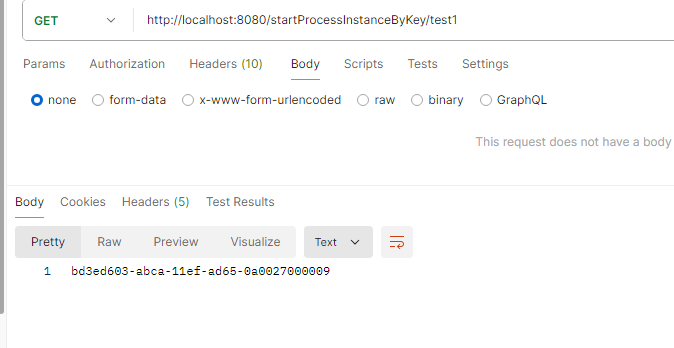 GET http://localhost:8080/startProcessInstanceByKey/test1
Params Authorization Headers (10) Body Scripts Tests Settings
none form-data x-www-form-urlencoded raw binary GraphQL
This request does not have a body
Body Cookies Headers (5) Test Results
Pretty Raw Preview Visualize Text
1 bd3ed603-abca-11ef-ad65-0a0027000009